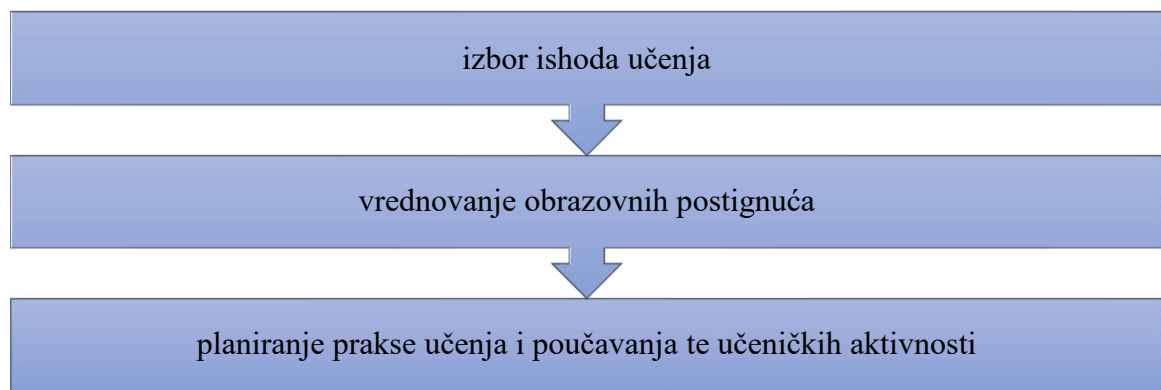 izbor ishoda učenja
vrednovanje obrazovnih postignuća
planiranje prakse učenja i poučavanja te učeničkih aktivnosti